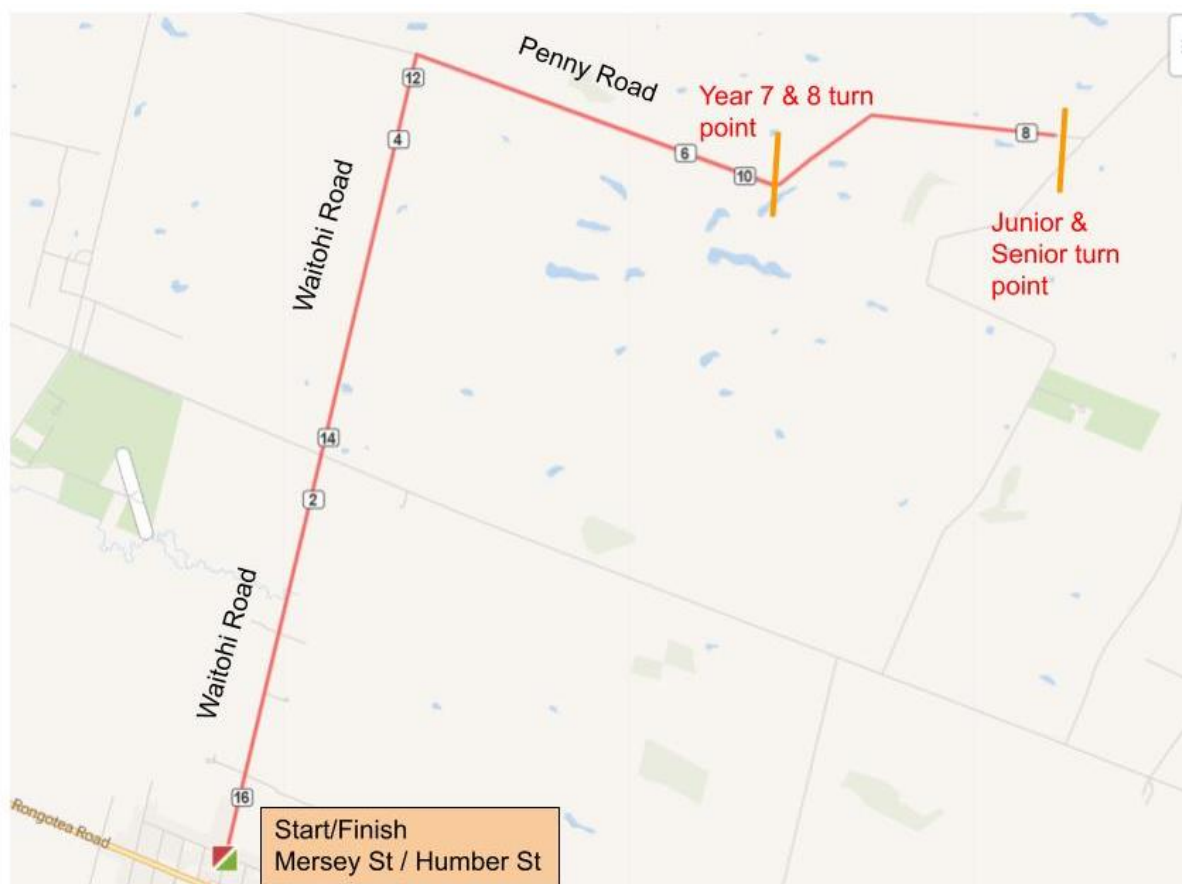 Penny Road
12
Year 7 & 8 turn
point
4
8
6
10
Waitohi Road
Junior &
Senior turn
point
14
2
Waitohi Road
16
Rongotea Road
Start/Finish
Mersey St / Humber St